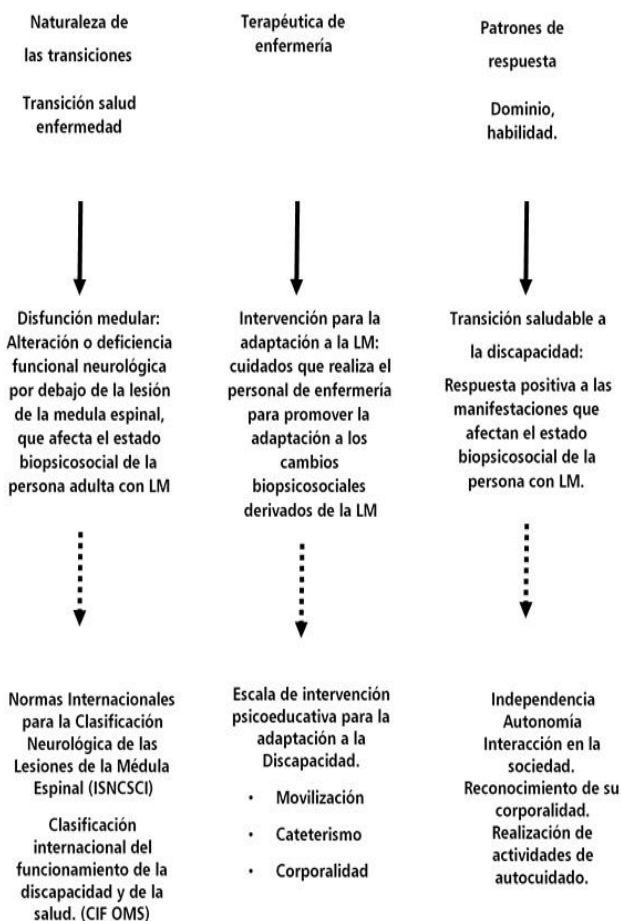 Naturaleza de
las transiciones
Transición salud
enfermedad
Disfunción medular:
Alteración o deficiencia
funcional neurológica
por debajo de la lesión
de la medula espinal,
que afecta el estado
biopsicosocial de la
persona adulta con LM
Normas Internacionales
para la Clasificación
Neurológica de las
Lesiones de la Médula
Espinal (ISNCSCI)
Clasificación
internacional del
funcionamiento de la
discapacidad y de la
salud. (CIF OMS)
Terapéutica de
enfermería
Intervención para la
adaptación a la LM:
cuidados que realiza el
personal de enfermería
para promover la
adaptación a los
cambios
biopsicosociales
derivados de la LM
Escala de intervención
psicoeducativa para la
adaptación a la
Discapacidad.
· Movilización
· Cateterismo
· Corporalidad
Patrones de
respuesta
Dominio,
habilidad.
Transición saludable a
la discapacidad:
Respuesta positiva a las
manifestaciones que
afectan el estado
biopsicosocial de la
persona con LM.
Independencia
Autonomía
Interacción en la
sociedad.
Reconocimiento de su
corporalidad.
Realización de
actividades de
autocuidado.